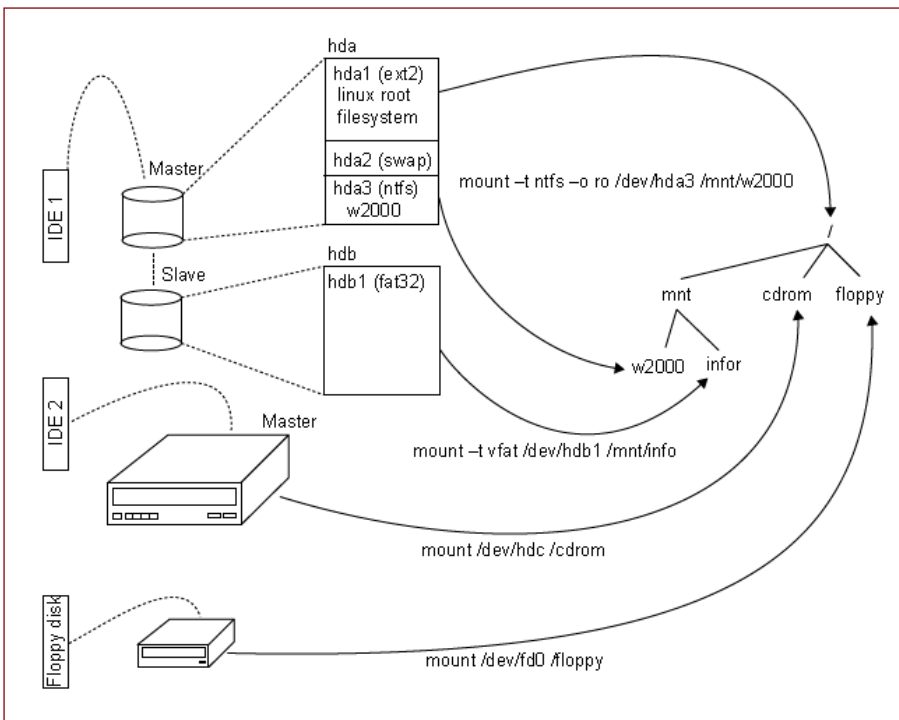 hda
hda1 (ext2)
linux root
filesystem
hda2 (swap)
hda3 (ntfs)
w2000
Master
IDE 1
Slave
hdb
hdb1 (fat32)
mount –t ntfs –o ro /dev/hda3 /mnt/w2000
/
mnt
cdrom
floppy
w2000
infor
mount –t vfat /dev/hdb1 /mnt/info
IDE 2
Master
mount /dev/hdc /cdrom
Floppy disk
mount /dev/fd0 /floppy